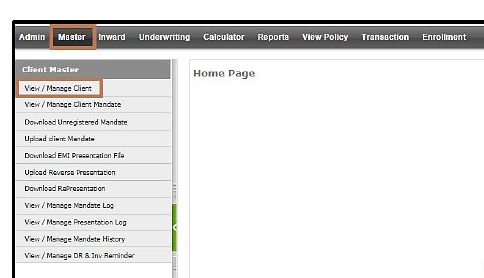 Admin Master Inward Underwriting Calculator Reports View Policy Transaction Enrollment
Client Master
Home Page
View / Manage Client
View / Manage Client Mandate
Download Unregistered Mandate
Upload client Mandate
Download EMI Presentation File
Upload Reverse Presentation
Download RePresentation
View / Manage Mandate Log
View / Manage Presentation Log
View / Manage Mandate History
View / Manage DR & Inv Reminder